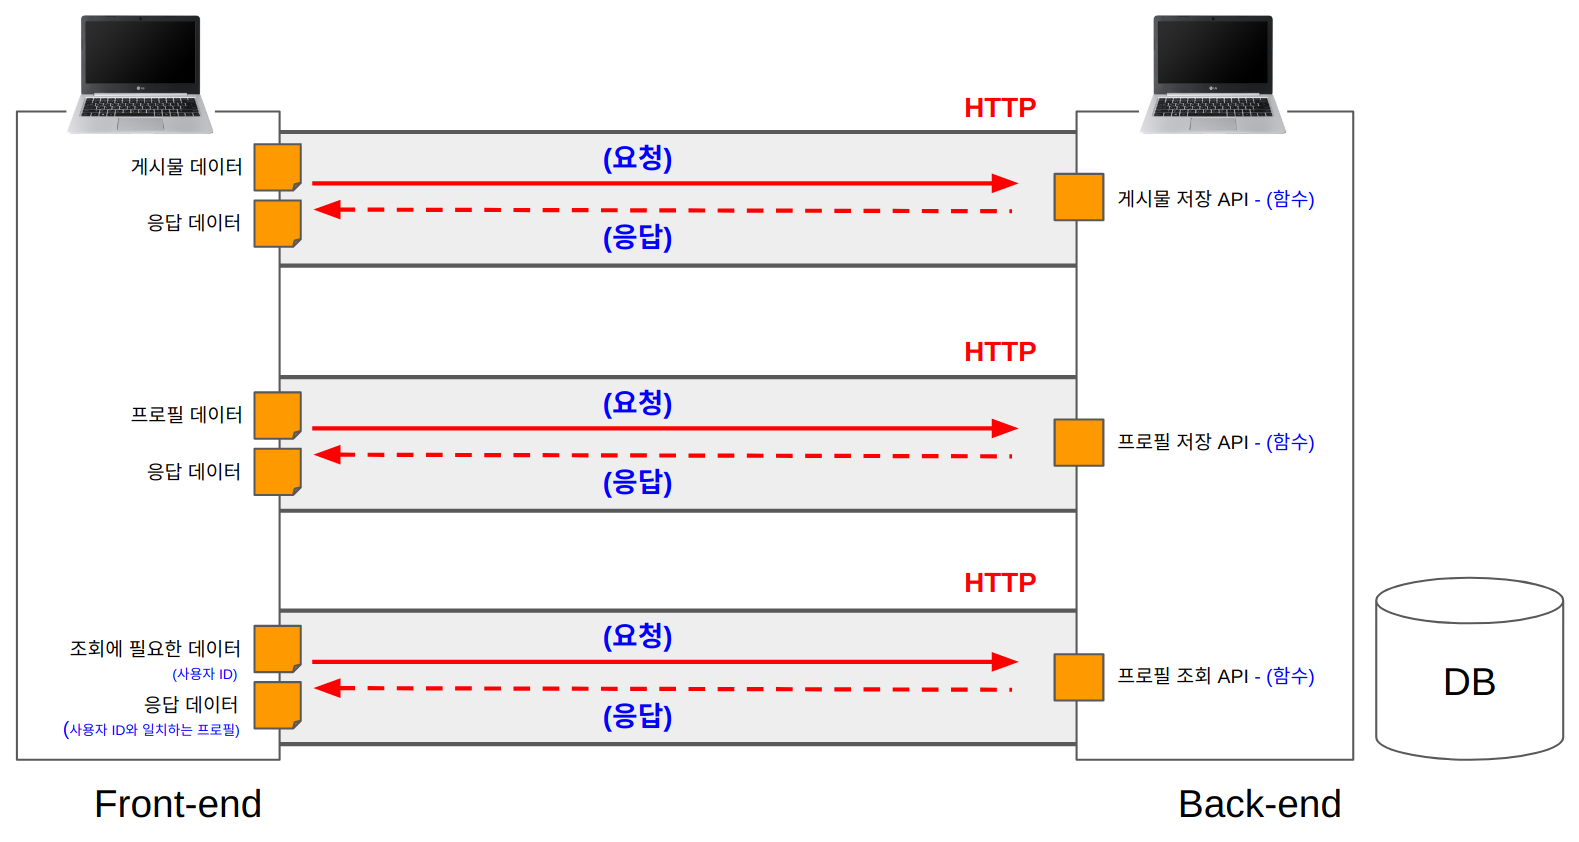 HTTP
(요청)
게시물 데이터
게시물 저장 API - (함수)
응답 데이터
(응답)
HTTP
(요청)
프로필 데이터
프로필 저장 API - (함수)
응답 데이터
(응답)
HTTP
(요청)
조회에 필요한 데이터
(사용자 ID)
프로필 조회 API - (함수)
응답 데이터
(사용자 ID와 일치하는 프로필)
(응답)
DB
Front-end
Back-end